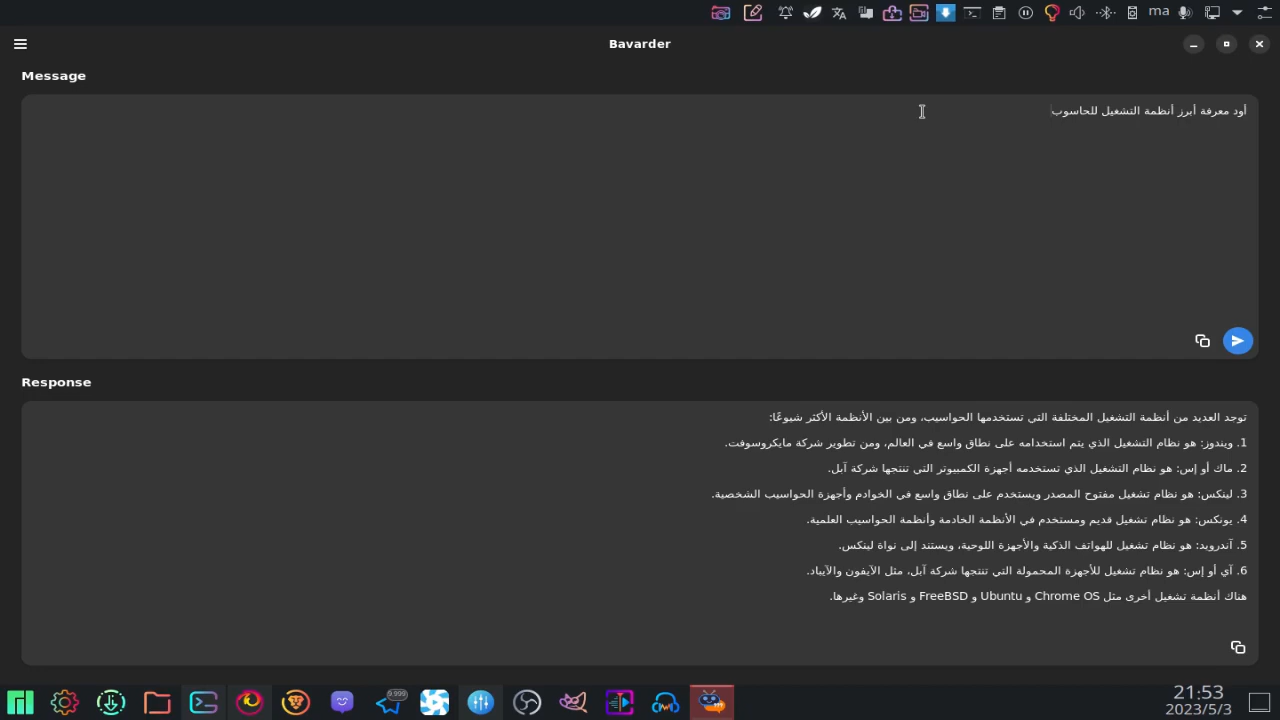 ma
Bavarder
Message
أود معرفة أبرز أنظمة التشغيل للحاسوب
Response
توجد العديد من أنظمة التشغيل المختلفة التي تستخدمها الحواسيب، ومن بين الأنظمة الأكثر شيوعًا:
1. ويندوز: هو نظام التشغيل الذي يتم استخدامه على نطاق واسع في العالم، ومن تطوير شركة مايكروسوفت.
2. ماك أو إس: هو نظام التشغيل الذي تستخدمه أجهزة الكمبيوتر التي تنتجها شركة آبل.
3. لينكس: هو نظام تشغيل مفتوح المصدر ويستخدم على نطاق واسع في الخوادم وأجهزة الحواسيب الشخصية.
4. يونكس: هو نظام تشغيل قديم ومستخدم في الأنظمة الخادمة وأنظمة الحواسيب العلمية.
5. آندرويد: هو نظام تشغيل للهواتف الذكية والأجهزة اللوحية، ويستند إلى نواة لينكس.
6. آي أو إس: هو نظام تشغيل للأجهزة المحمولة التي تنتجها شركة آبل، مثل الآيفون والآيباد.
هناك أنظمة تشغيل أخرى مثل Chrome OS و Ubuntu و FreeBSD و Solaris وغيرها.
9,999
21:53
2023/5/3